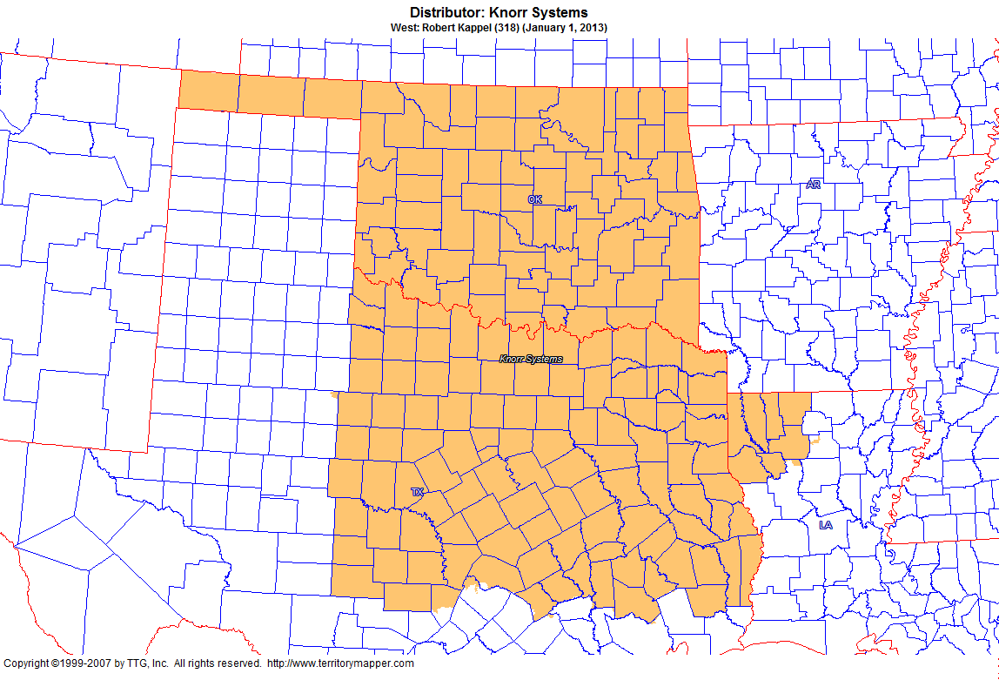 Distributor: Knorr Systems
West: Robert Kappel (318) (January 1, 2013)
AR
OK
Knorr Systems
TX
LA
Copyright ©1999-2007 by TTG, Inc. All rights reserved. http://www.territorymapper.com